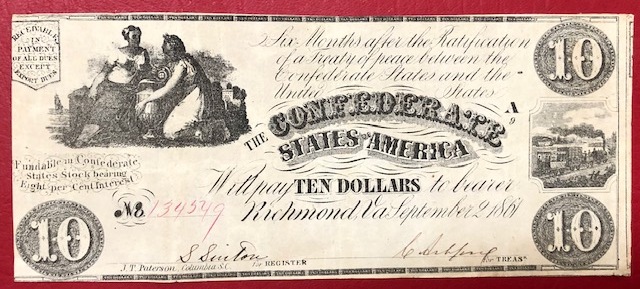 RECEIVABLE
IN
PAYMENT
OF ALL DUES
EXCEPT
EXPORT DUES
Six Months after the Ratification
of a Treaty of peace between the
Confederate States and the
United States
10
10
A
9
THE CONFEDERATE
STATES OF AMERICA
Fundable in Confederate
States Stock bearing
Eight per Cent Interest
Will pay TEN DOLLARS to bearer
No. 134549
Richmond Va September 2 1861
10
10
S Sinton for REGISTER
for TREASR
J.T. Paterson, Columbia S.C.